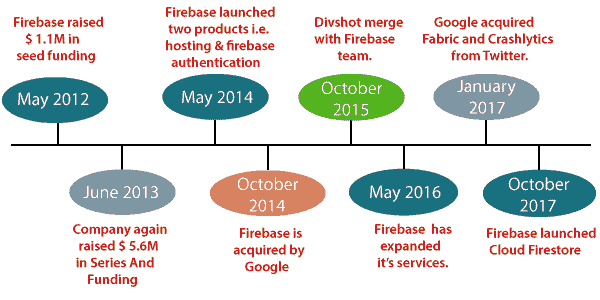 Firebase raised
$ 1.1M in
seed funding
May 2012
June 2013
Company again
raised $ 5.6M
in Series And
Funding
Firebase launched
two products i.e.
hosting & firebase
authentication
May 2014
October
2014
Firebase is
acquired by
Google
Divshot merge
with Firebase
team.
October
2015
May 2016
Firebase has
expanded
it's services.
Google acquired
Fabric and Crashlytics
from Twitter.
January
2017
October
2017
Firebase launched
Cloud Firestore